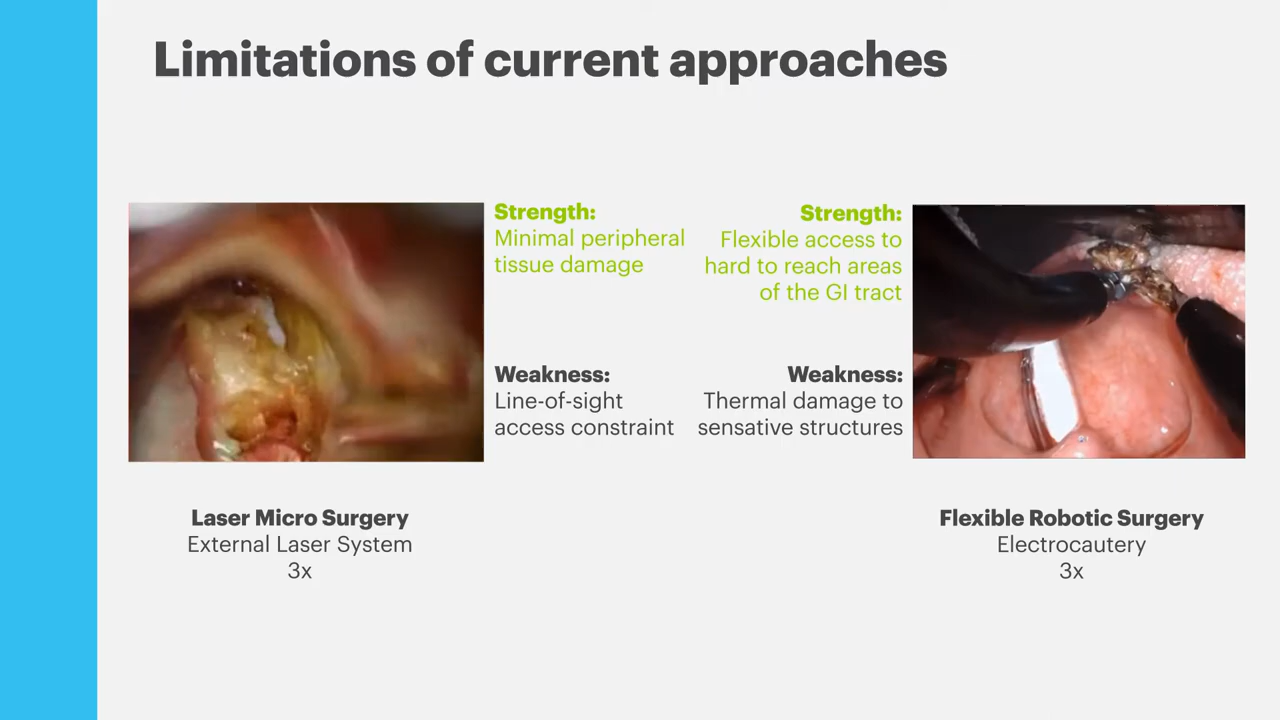 Limitations of current approaches
Strength:
Minimal peripheral
tissue damage
Weakness:
Line-of-sight
access constraint
Laser Micro Surgery
External Laser System
3x
Strength:
Flexible access to
hard to reach areas
of the GI tract
Weakness:
Thermal damage to
sensative structures
Flexible Robotic Surgery
Electrocautery
3x